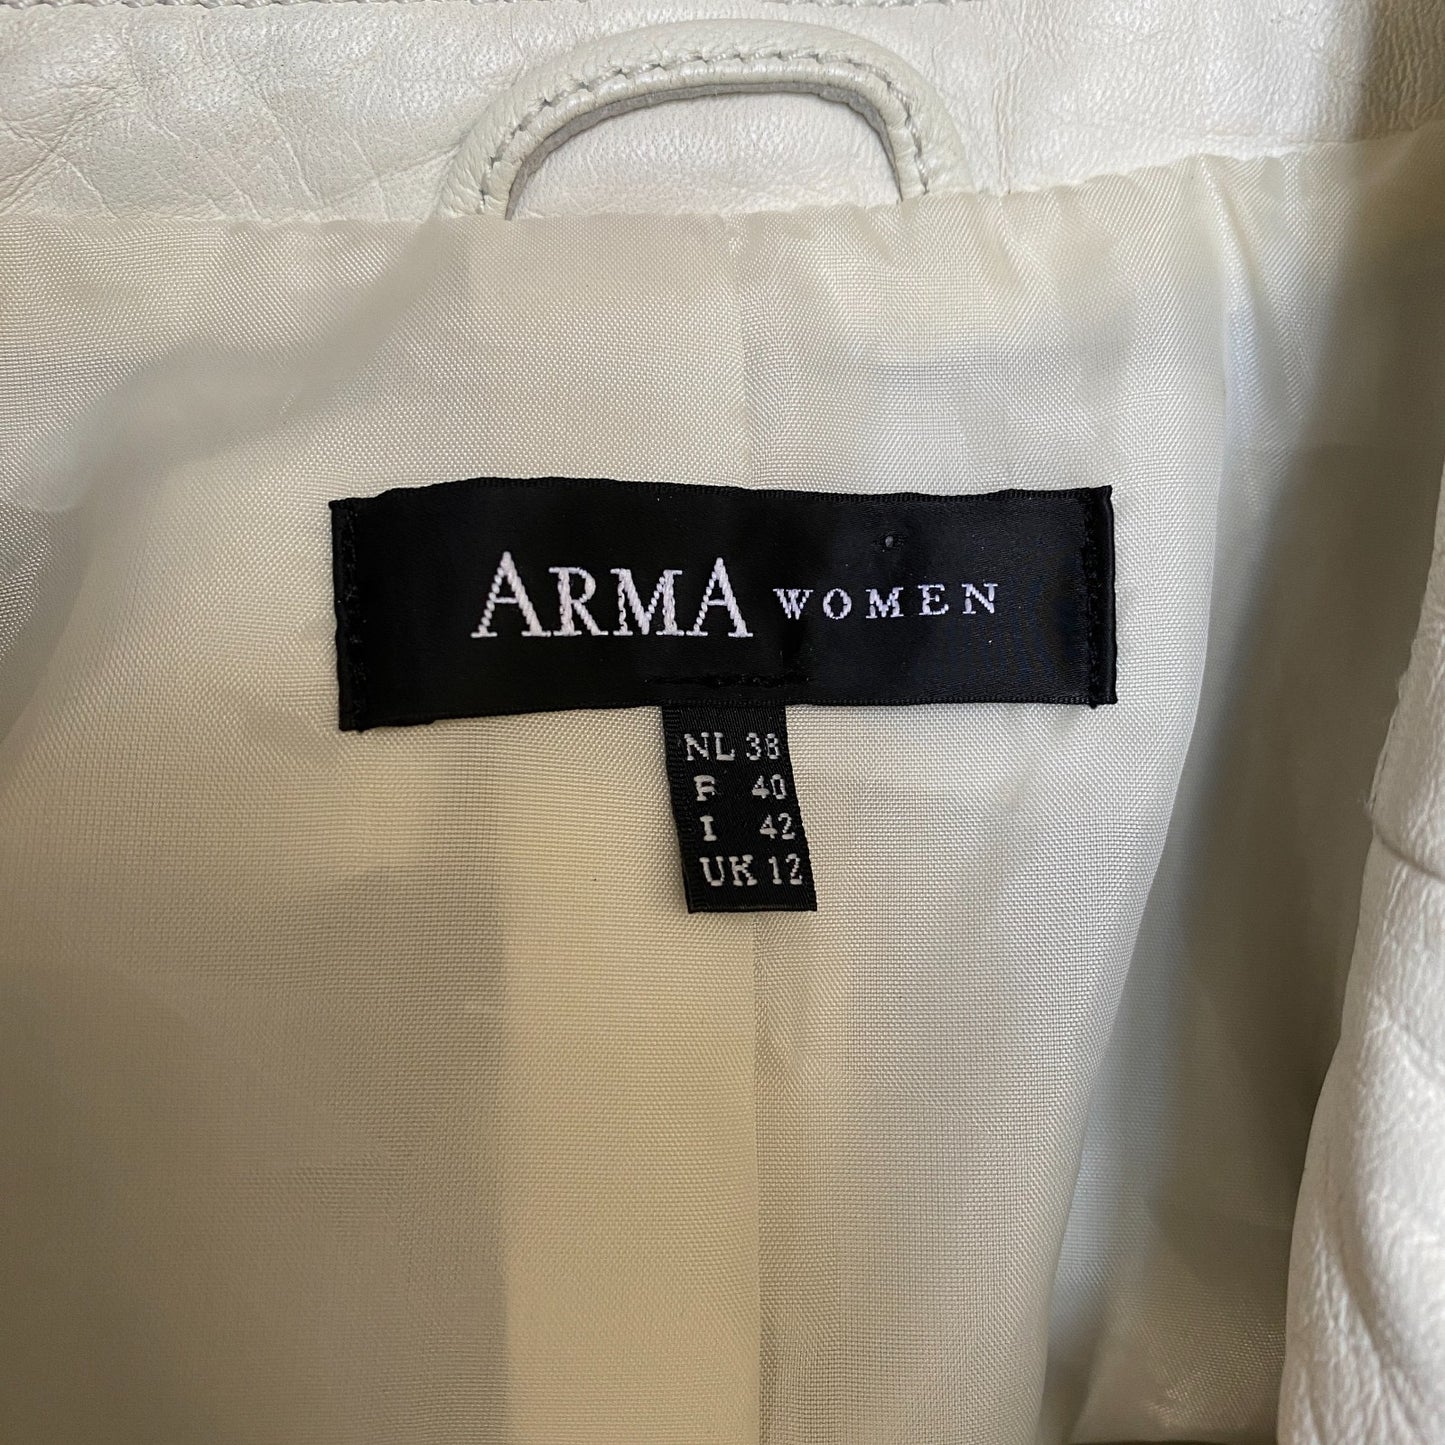 ARMA WOMEN
NL 38
F 40
I 42
UK 12